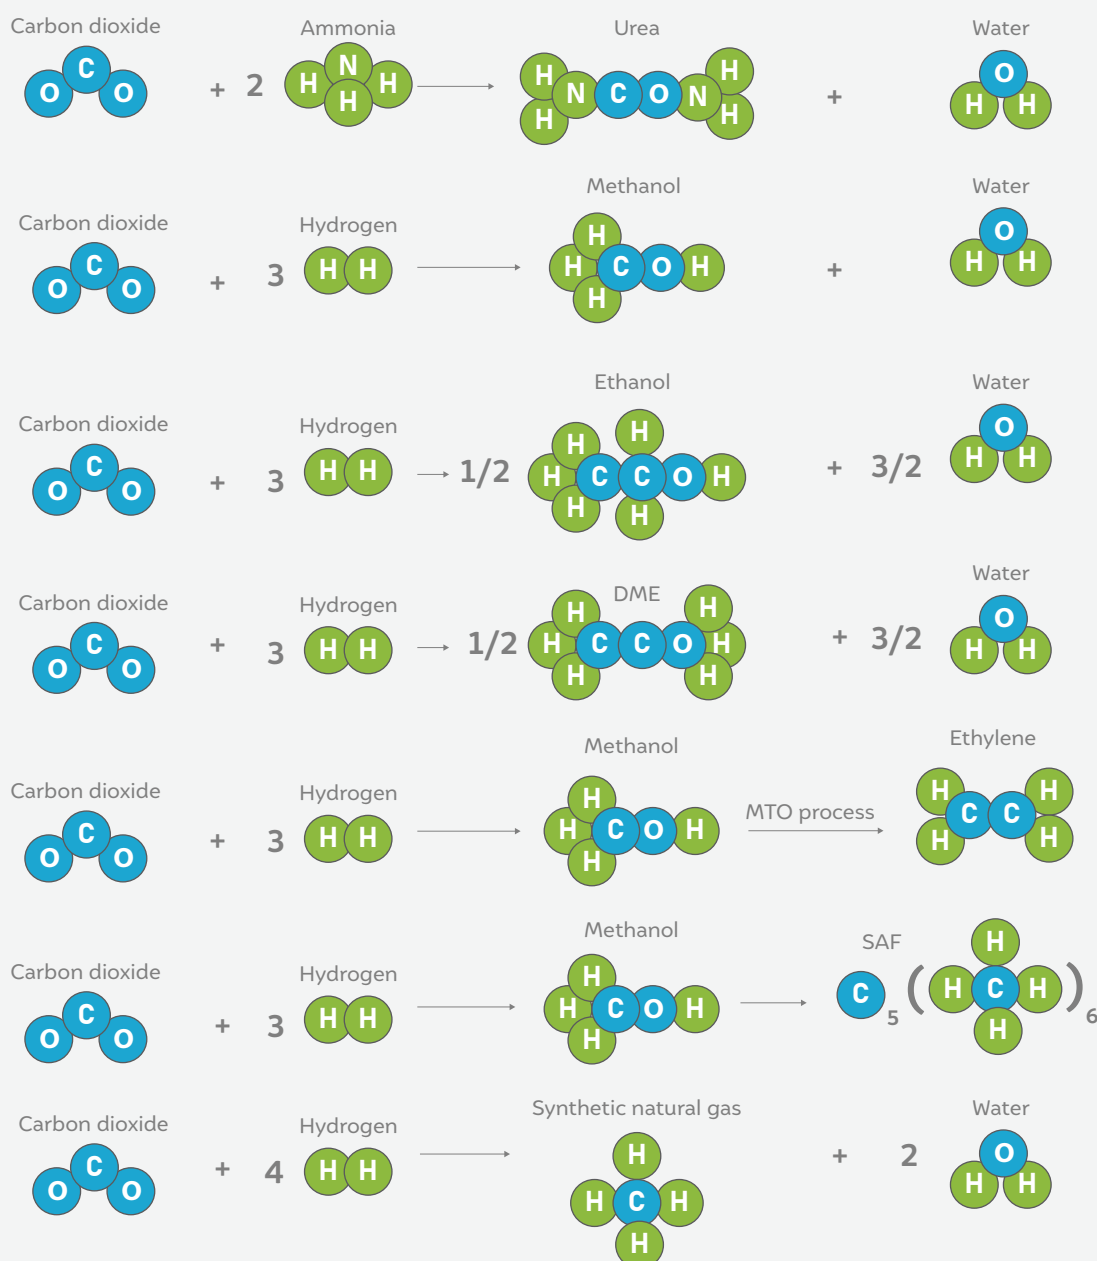 Carbon dioxide Ammonia Urea Water
O C O + 2 H N H H H H N C O N H H + O H H
Carbon dioxide Hydrogen Methanol Water
O C O + 3 H H H H H C O H + O H H
Carbon dioxide Hydrogen Ethanol Water
O C O + 3 H H 1/2 H H H C C H H O H + 3/2 O H H
Carbon dioxide Hydrogen DME Water
O C O + 3 H H 1/2 H H H C C O H H H + 3/2 O H H
Carbon dioxide Hydrogen Methanol Ethylene
O C O + 3 H H H H H C O H MTO process H H C C H H
Carbon dioxide Hydrogen Methanol SAF
O C O + 3 H H H H H C O H C 5 ( H H C H H ) 6
Carbon dioxide Hydrogen Synthetic natural gas Water
O C O + 4 H H H H C H H + 2 O H H